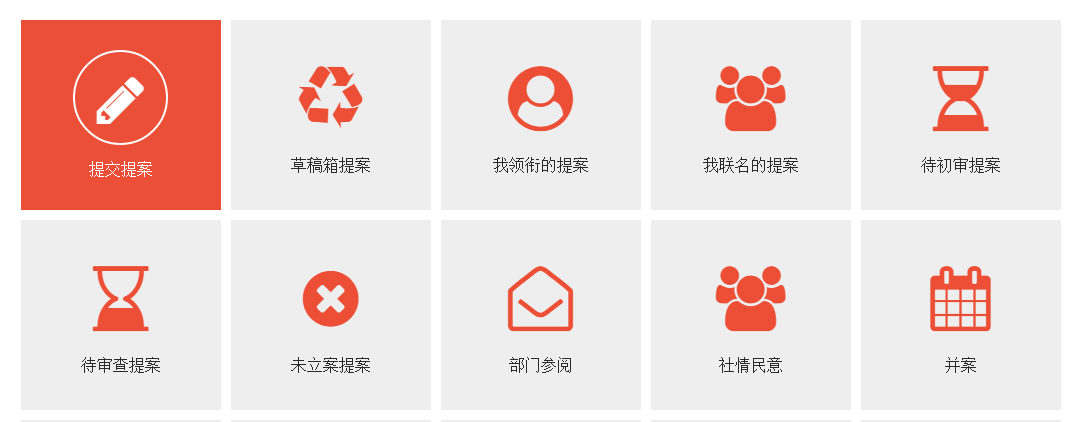 提交提案
草稿箱提案
我领衔的提案
我联名的提案
待初审提案
待审查提案
未立案提案
部门参阅
社情民意
并案